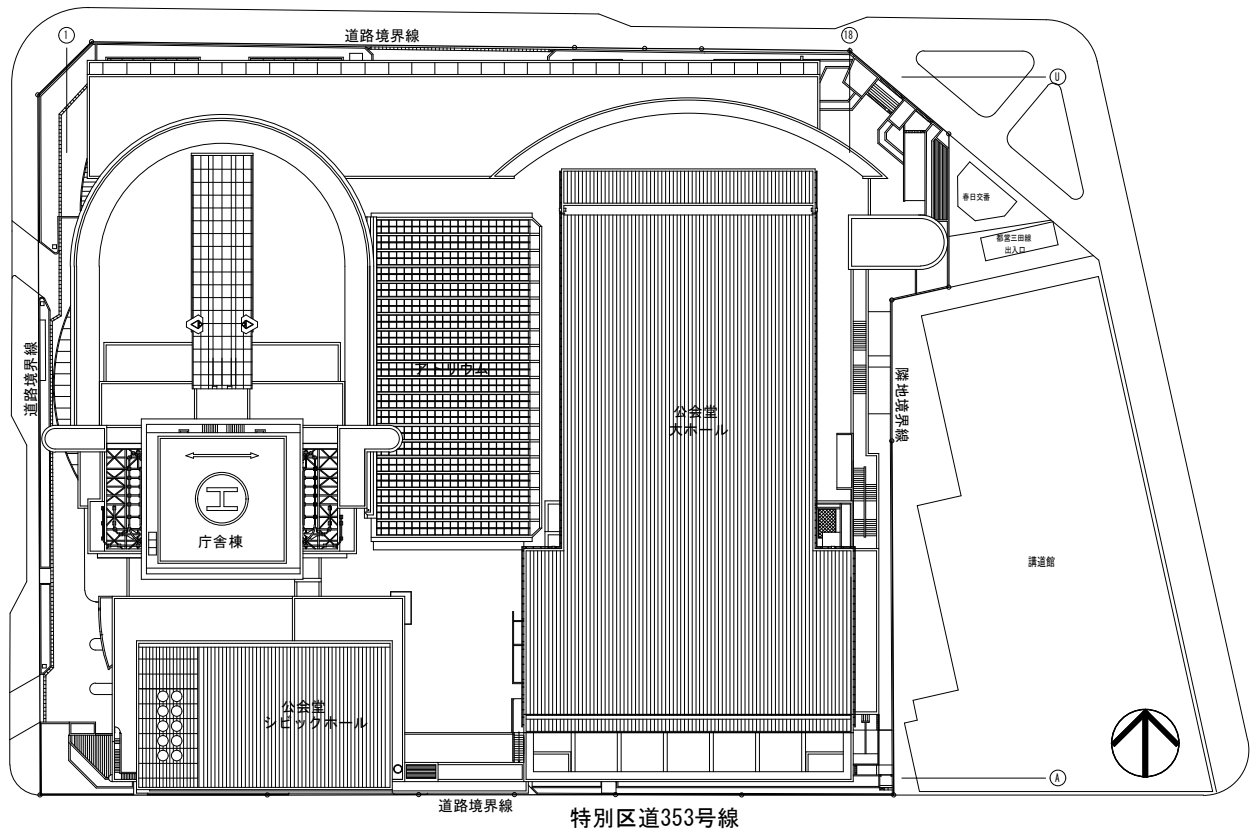 1
道路境界線
18
U
春日交番
都営三田線
出入口
道路境界線
アトリウム
隣地境界線
公会堂
大ホール
庁舎棟
講道館
公会堂
シビックホール
A
道路境界線
特別区道353号線